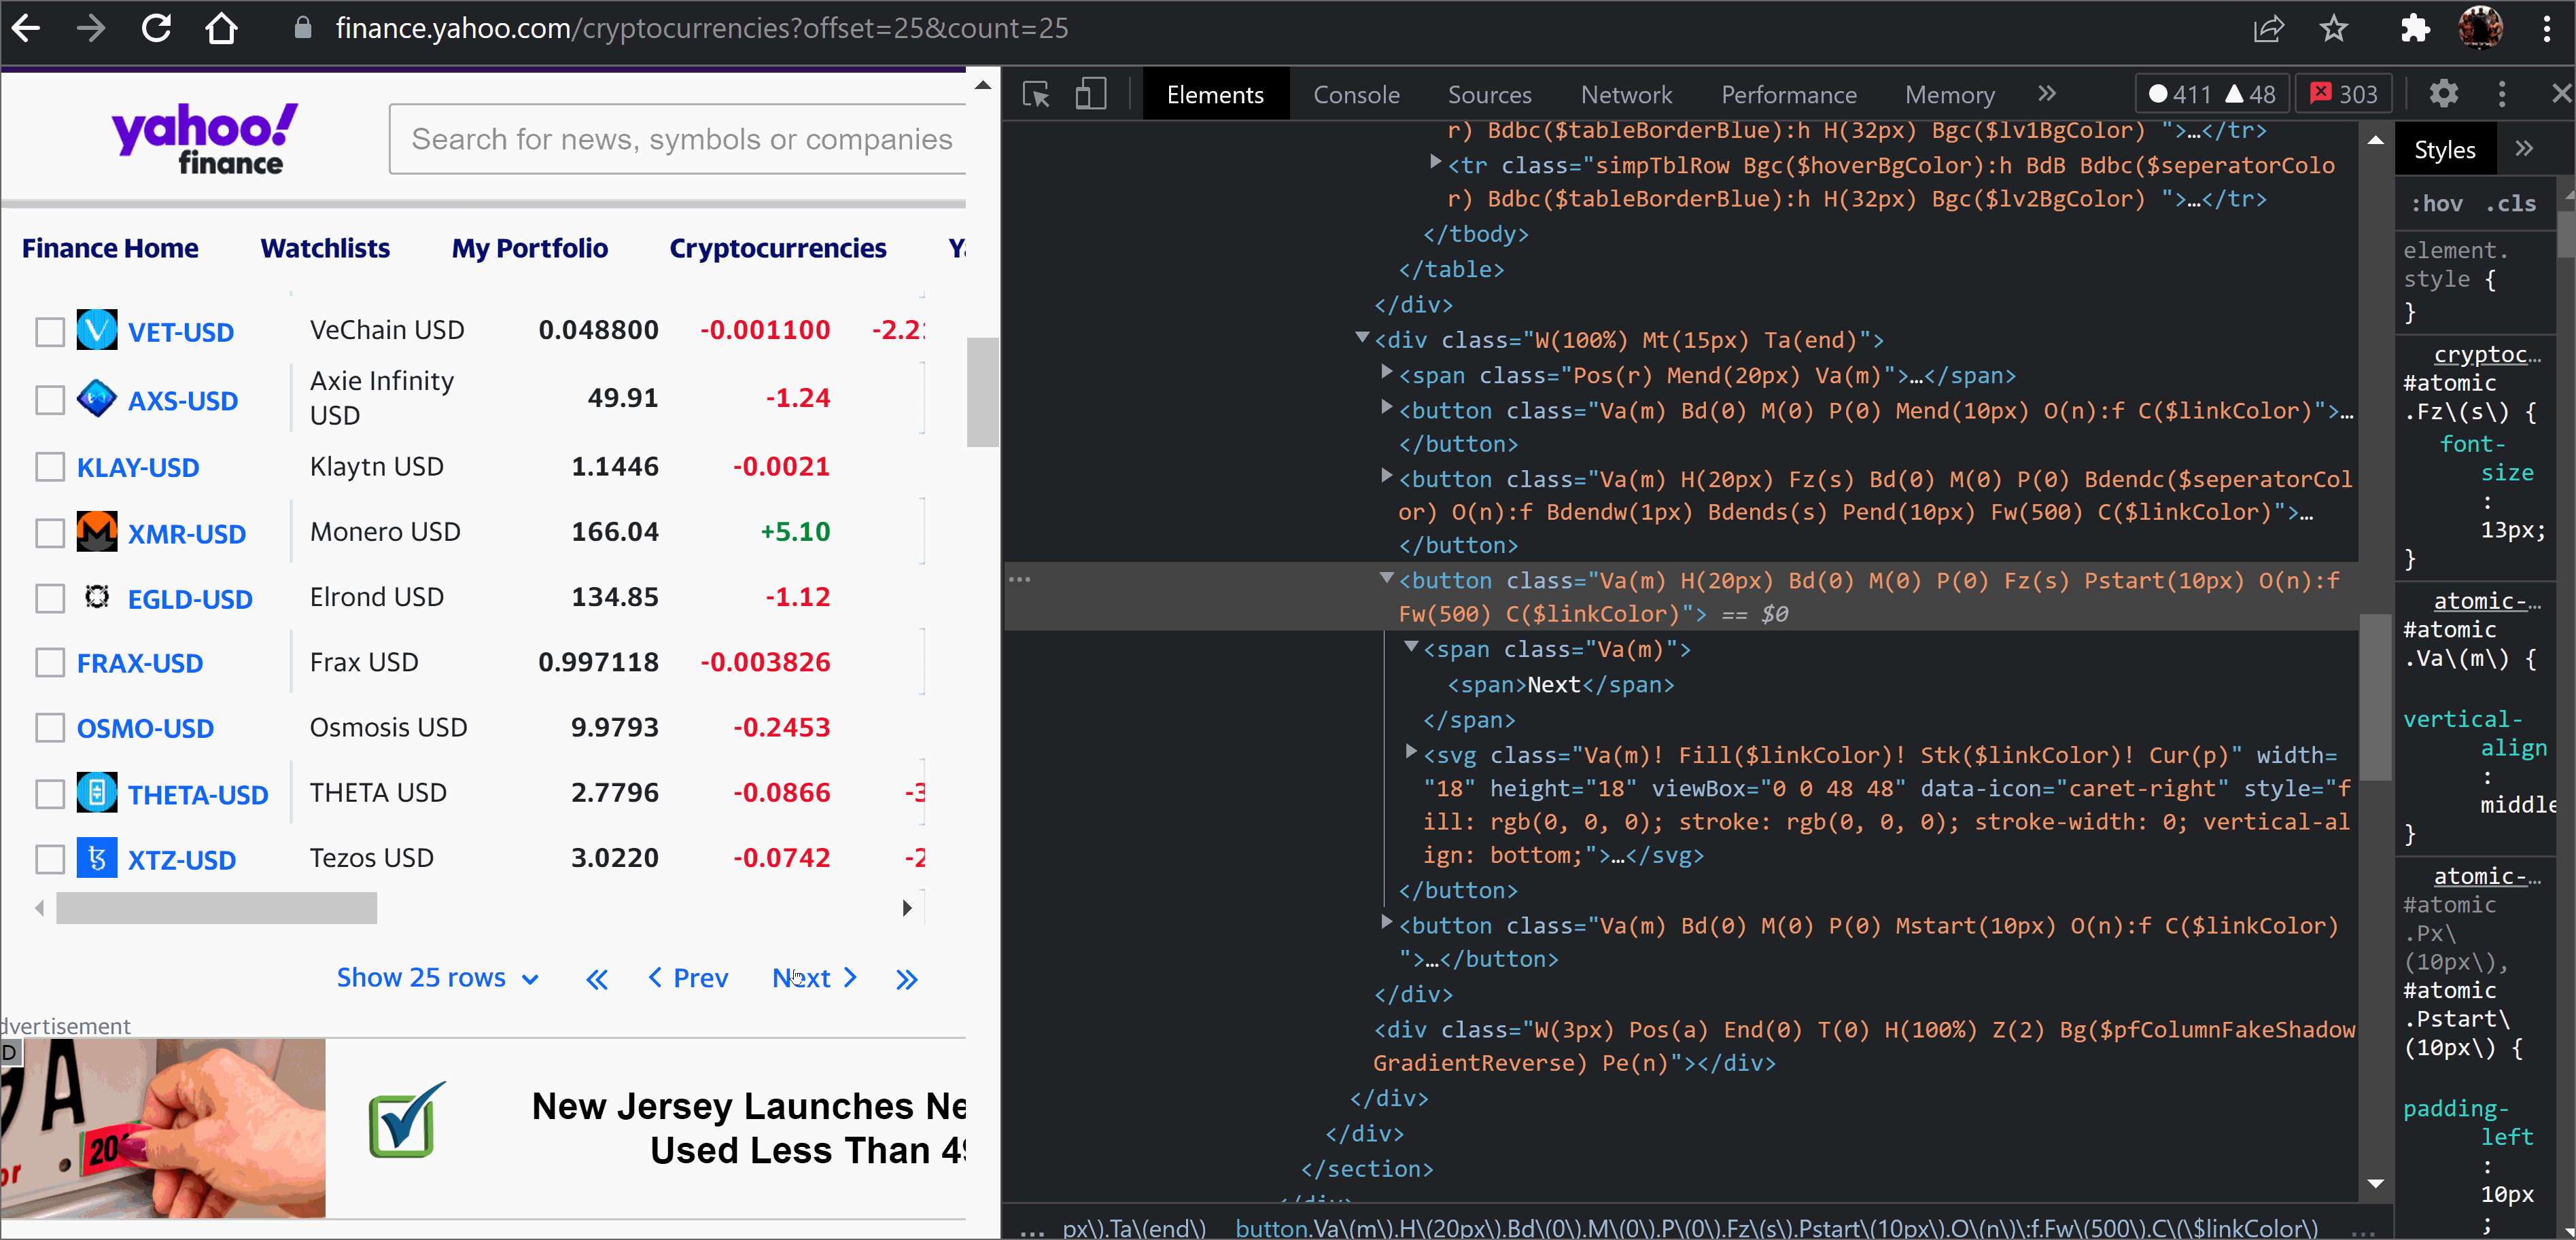 finance.yahoo.com/cryptocurrencies?offset=25&count=25
yahoo!
finance
Search for news, symbols or companies
Finance Home Watchlists My Portfolio Cryptocurrencies
VET-USD VeChain USD 0.048800 -0.001100 -2.2
AXS-USD Axie Infinity USD 49.91 -1.24
KLAY-USD Klaytn USD 1.1446 -0.0021
XMR-USD Monero USD 166.04 +5.10
EGLD-USD Elrond USD 134.85 -1.12
FRAX-USD Frax USD 0.997118 -0.003826
OSMO-USD Osmosis USD 9.9793 -0.2453
THETA-USD THETA USD 2.7796 -0.0866 -3
XTZ-USD Tezos USD 3.0220 -0.0742 -2
Show 25 rows « < Prev Next > »
dvertisement
D
20
or
New Jersey Launches Ne
Used Less Than 49
Elements Console Sources Network Performance Memory » 411 48 303
r) Bdbc($tableBorderBlue):h H(32px) Bgc($lv1BgColor) ">…</tr>
<tr class="simpTblRow Bgc($hoverBgColor):h BdB Bdbc($seperatorColo
r) Bdbc($tableBorderBlue):h H(32px) Bgc($lv2BgColor) ">…</tr>
</tbody>
</table>
</div>
<div class="W(100%) Mt(15px) Ta(end)">
<span class="Pos(r) Mend(20px) Va(m)">…</span>
<button class="Va(m) Bd(0) M(0) P(0) Mend(10px) O(n):f C($linkColor)">…
</button>
<button class="Va(m) H(20px) Fz(s) Bd(0) M(0) P(0) Bdendc($seperatorCol
or) O(n):f Bdendw(1px) Bdends(s) Pend(10px) Fw(500) C($linkColor)">…
</button>
… <button class="Va(m) H(20px) Bd(0) M(0) P(0) Fz(s) Pstart(10px) O(n):f
Fw(500) C($linkColor)"> == $0
<span class="Va(m)">
<span>Next</span>
</span>
<svg class="Va(m)! Fill($linkColor)! Stk($linkColor)! Cur(p)" width=
"18" height="18" viewBox="0 0 48 48" data-icon="caret-right" style="f
ill: rgb(0, 0, 0); stroke: rgb(0, 0, 0); stroke-width: 0; vertical-al
ign: bottom;">…</svg>
</button>
<button class="Va(m) Bd(0) M(0) P(0) Mstart(10px) O(n):f C($linkColor)
">…</button>
</div>
<div class="W(3px) Pos(a) End(0) T(0) H(100%) Z(2) Bg($pfColumnFakeShadow
GradientReverse) Pe(n)"></div>
</div>
</div>
</section>
</div>
… px\).Ta\(end\) button.Va\(m\).H\(20px\).Bd\(0\).M\(0\).P\(0\).Fz\(s\).Pstart\(10px\).O\(n\)\:f.Fw\(500\).C\(\$linkColor\) …
Styles »
:hov .cls
element.
style {
}
cryptoc…
#atomic
.Fz\(s\) {
font-
size
:
13px;
}
atomic-…
#atomic
.Va\(m\) {
vertical-
align
:
middle
}
atomic-…
#atomic
.Px\
(10px\),
#atomic
.Pstart\
(10px\) {
padding-
left
:
10px
;